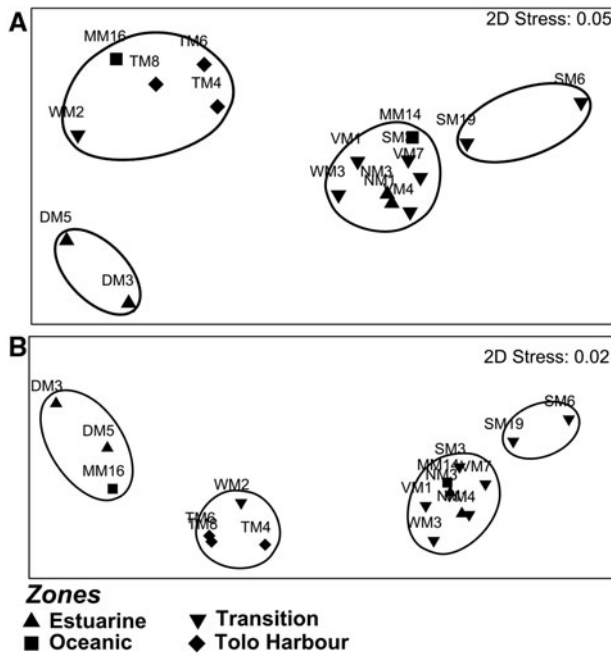 A
2D Stress: 0.05
MM16
TM6
TM8
TM4
WM2
SM6
SM19
MM14
VM1
VM7
WM3
NM3
NM1
VM4
DM5
DM3
B
2D Stress: 0.02
DM3
DM5
MM16
WM2
TM6
TM8
TM4
SM6
SM19
SM3
MM14
VM7
NM3
VM1
VM4
WM3
Zones
Estuarine
Transition
Oceanic
Tolo Harbour